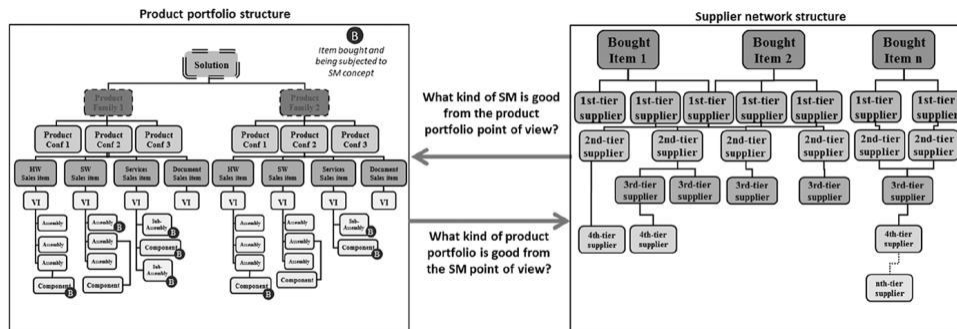 Product portfolio structure
B
Item bought and
being subjected to
SM concept
Solution
Product
Family 1
Product
Family 2
Product
Conf 1
Product
Conf 2
Product
Conf 3
Product
Conf 1
Product
Conf 2
Product
Conf 3
HW
Sales item
SW
Sales item
Services
Sales item
Document
Sales item
HW
Sales item
SW
Sales item
Services
Sales item
Document
Sales item
VI
VI
VI
VI
VI
VI
VI
VI
Assembly
Assembly
Assembly
Component
B
Assembly
B
Assembly
Assembly
Component
Sub-
Assembly
B
Component
B
Sub-
Assembly
B
Assembly
Assembly
Assembly
Component
B
Assembly
Assembly
Assembly
Component
Sub-
Assembly
B
Component
B
What kind of SM is good
from the product
portfolio point of view?
What kind of product
portfolio is good from
the SM point of view?
Supplier network structure
Bought
Item 1
Bought
Item 2
Bought
Item n
1st-tier
supplier
1st-tier
supplier
1st-tier
supplier
1st-tier
supplier
1st-tier
supplier
1st-tier
supplier
1st-tier
supplier
2nd-tier
supplier
2nd-tier
supplier
2nd-tier
supplier
2nd-tier
supplier
2nd-tier
supplier
2nd-tier
supplier
3rd-tier
supplier
3rd-tier
supplier
3rd-tier
supplier
3rd-tier
supplier
3rd-tier
supplier
4th-tier
supplier
4th-tier
supplier
4th-tier
supplier
nth-tier
supplier